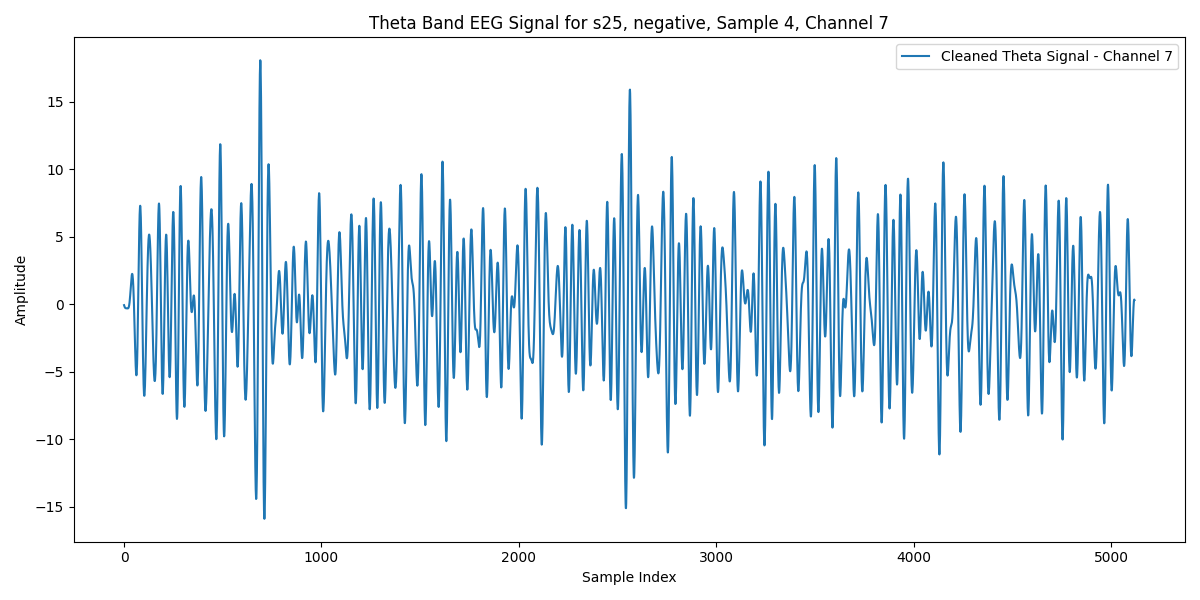 Theta Band EEG Signal for s25, negative, Sample 4, Channel 7
Cleaned Theta Signal - Channel 7
Amplitude
15
10
5
0
−5
−10
−15
0 1000 2000 3000 4000 5000
Sample Index